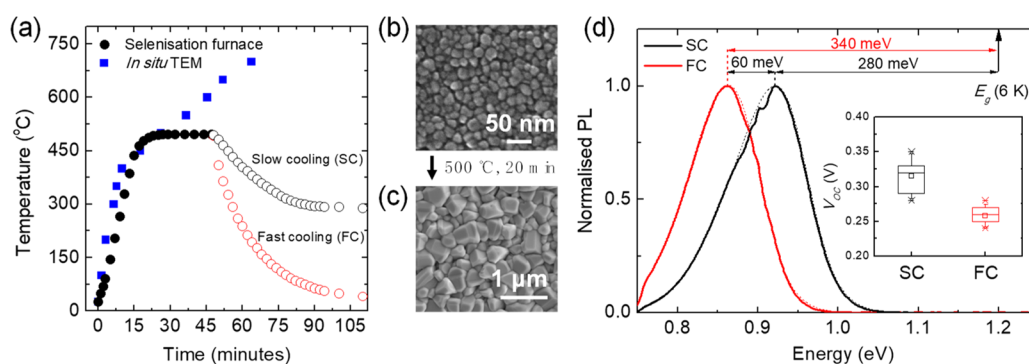 (a)
750
600
450
300
150
0
Temperature (°C)
Selenisation furnace
In situ TEM
Slow cooling (SC)
Fast cooling (FC)
0 15 30 45 60 75 90 105
Time (minutes)
(b)
50 nm
500 ℃, 20 min
(c)
1 µm
(d)
SC
FC
340 meV
60 meV
280 meV
Eg (6 K)
1.0
0.5
0.0
Normalised PL
0.8 0.9 1.0 1.1 1.2
Energy (eV)
0.40
0.35
0.30
0.25
0.20
VOC (V)
SC FC